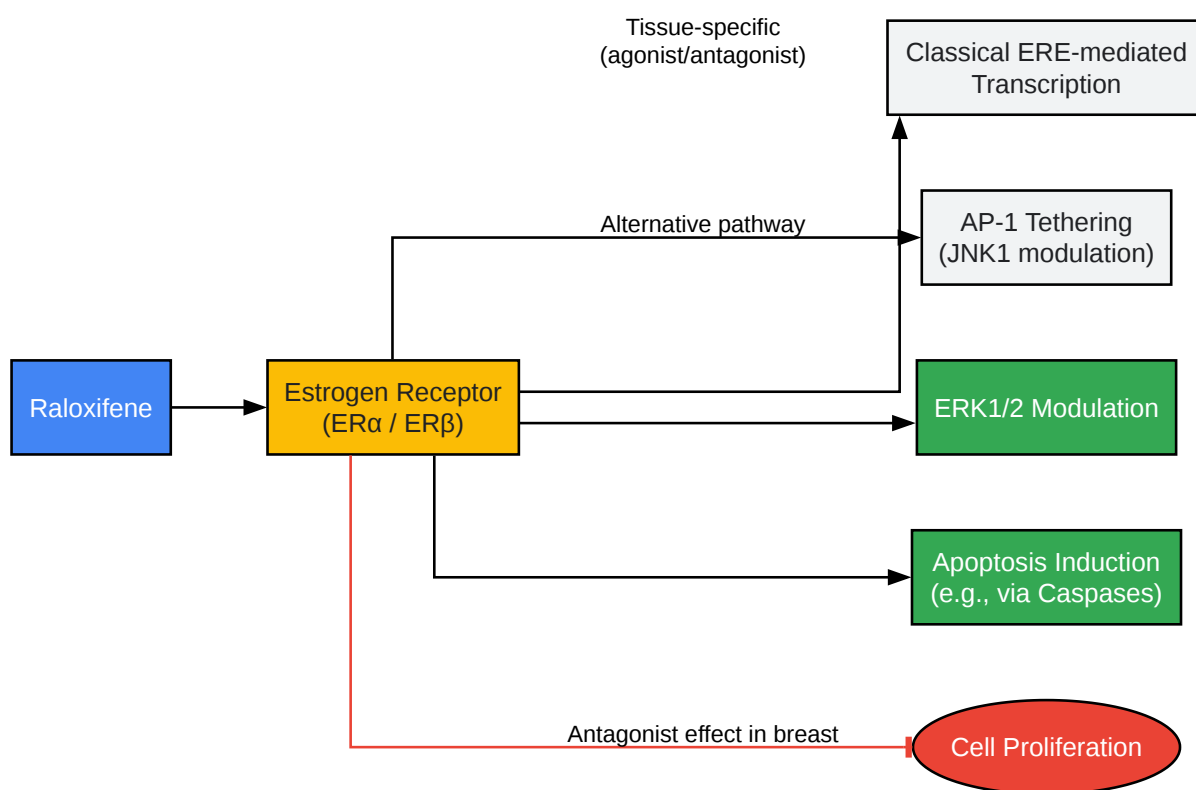 Tissue-specific
(agonist/antagonist)
Classical ERE-mediated
Transcription
Alternative pathway
AP-1 Tethering
(JNK1 modulation)
Raloxifene
Estrogen Receptor
(ERα / ERβ)
ERK1/2 Modulation
Apoptosis Induction
(e.g., via Caspases)
Antagonist effect in breast
Cell Proliferation